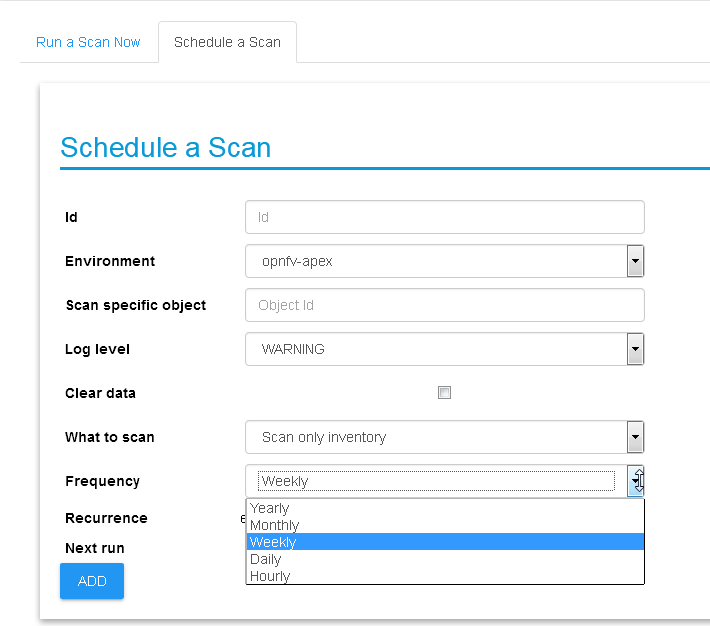 Run a Scan Now Schedule a Scan
Schedule a Scan
Id Id
Environment opnfv-apex
Scan specific object Object Id
Log level WARNING
Clear data
What to scan Scan only inventory
Frequency Weekly
Yearly
Recurrence
Monthly
Weekly
Next run
Daily
Hourly
ADD